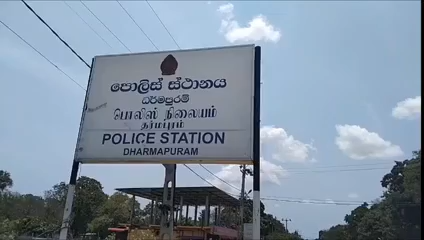 පොලිස් ස්ථානය
ධර්මපුරම්
பொலிஸ் நிலையம்
தர்மபுரம்
POLICE STATION
DHARMAPURAM